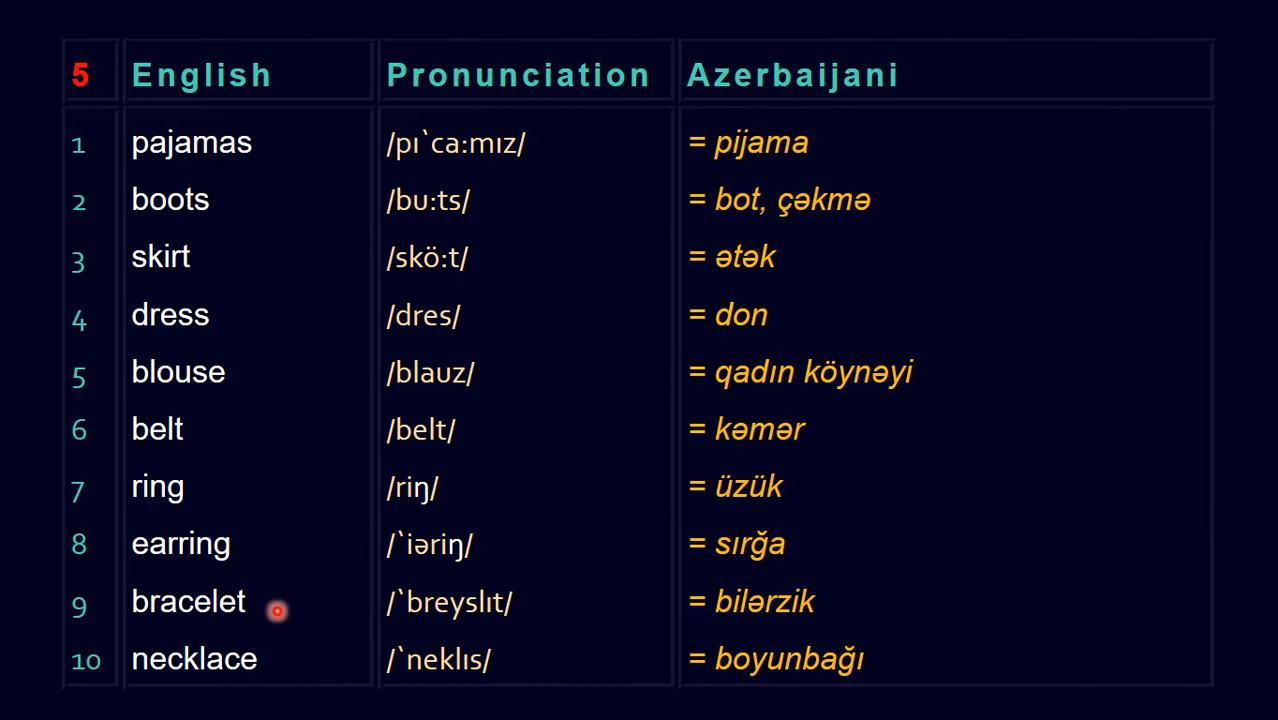 5 English Pronunciation Azerbaijani
1 pajamas /pı`ca:mız/ = pijama
2 boots /bu:ts/ = bot, çəkmə
3 skirt /skö:t/ = ətək
4 dress /dres/ = don
5 blouse /blauz/ = qadın köynəyi
6 belt /belt/ = kəmər
7 ring /riŋ/ = üzük
8 earring /`iəriŋ/ = sırğa
9 bracelet /`breyslıt/ = bilərzik
10 necklace /`neklıs/ = boyunbağı